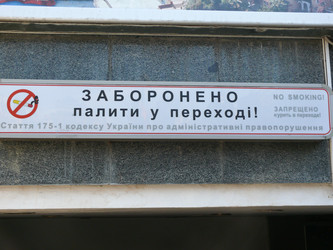 ЗАБОРОНЕНО
палити у переході!
Стаття 175-1 кодексу України про адміністративні правопорушення
NO SMOKING!
ЗАПРЕЩЕНО
курить в переходе!